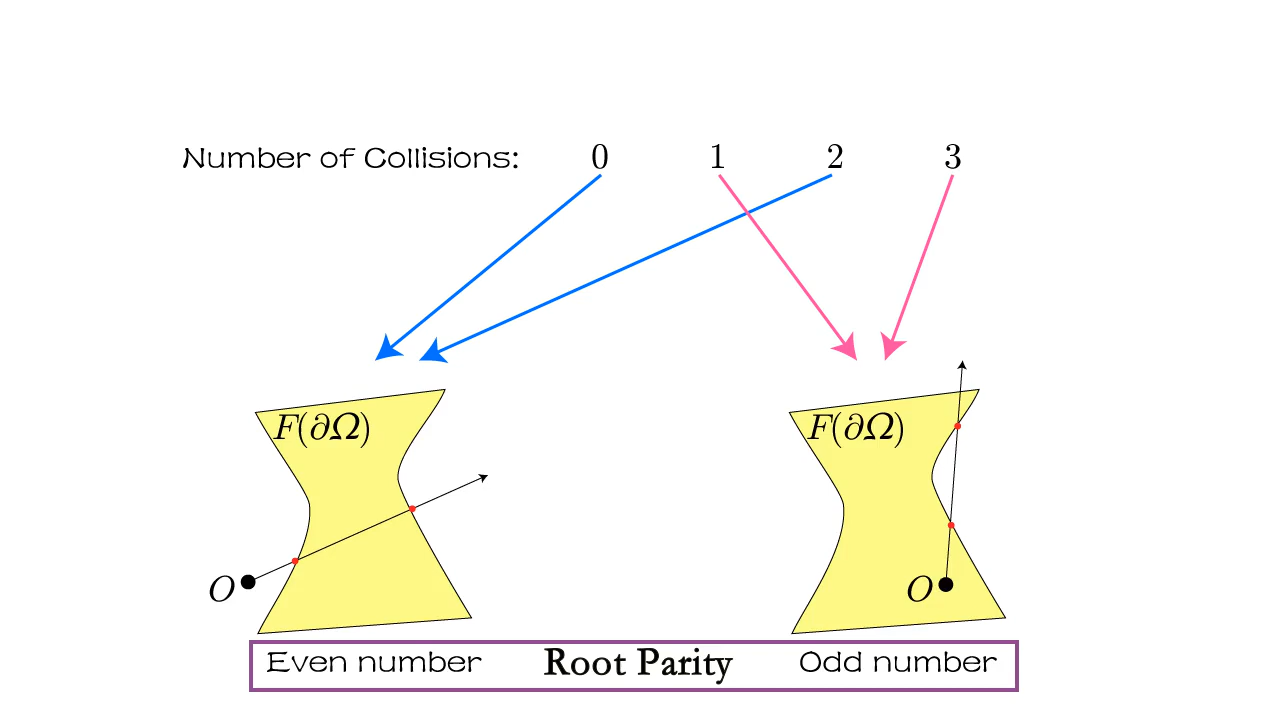 Number of Collisions: 0 1 2 3
F(∂Ω) F(∂Ω)
O O
Even number Root Parity Odd number